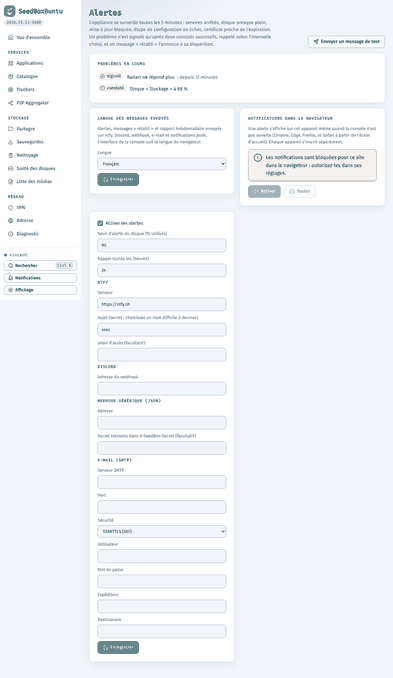 SeedBoxBuntu
2026.13.11-5660
Vue d'ensemble
SERVICES
Applications
Catalogue
Trackers
P2P Aggregator
STOCKAGE
Partages
Sauvegardes
Nettoyage
Santé des disques
Liste des médias
RÉSEAU
VPN
Adresse
Diagnostic
vincent
Rechercher Ctrl K
Notifications
Affichage
Alertes
L'appliance se surveille toutes les 5 minutes : services arrêtés, disque presque plein,
mise à jour bloquée, étape de configuration en échec, certificat proche de l'expiration.
Un problème n'est signalé qu'après deux constats successifs, rappelé selon l'intervalle
choisi, et un message « rétabli » l'annonce à sa disparition.
Envoyer un message de test
PROBLÈMES EN COURS
signalé Radarr ne répond plus : depuis 12 minutes
constaté Disque « Stockage » à 88 %
LANGUE DES MESSAGES ENVOYÉS
Alertes, messages « rétabli » et rapport hebdomadaire envoyés
sur ntfy, Discord, webhook, e-mail et notifications push.
L'interface de la console suit la langue du navigateur.
Langue
Français
Enregistrer
NOTIFICATIONS DANS LE NAVIGATEUR
Une alerte s'affiche sur cet appareil même quand la console n'est
pas ouverte (Chrome, Edge, Firefox, et Safari à partir de l'écran
d'accueil). Chaque appareil s'inscrit séparément.
Les notifications sont bloquées pour ce site
dans le navigateur : autorisez-les dans ses
réglages.
Activer
Tester
Activer les alertes
Seuil d'alerte du disque (% utilisés)
90
Rappel toutes les (heures)
24
NTFY
Serveur
https://ntfy.sh
Sujet (secret : choisissez un nom difficile à deviner)
xxxx
Jeton d'accès (facultatif)
DISCORD
Adresse du webhook
WEBHOOK GÉNÉRIQUE (JSON)
Adresse
Secret transmis dans X-SeedBox-Secret (facultatif)
E-MAIL (SMTP)
Serveur SMTP
Port
Sécurité
STARTTLS (587)
Utilisateur
Mot de passe
Expéditeur
Destinataire
Enregistrer